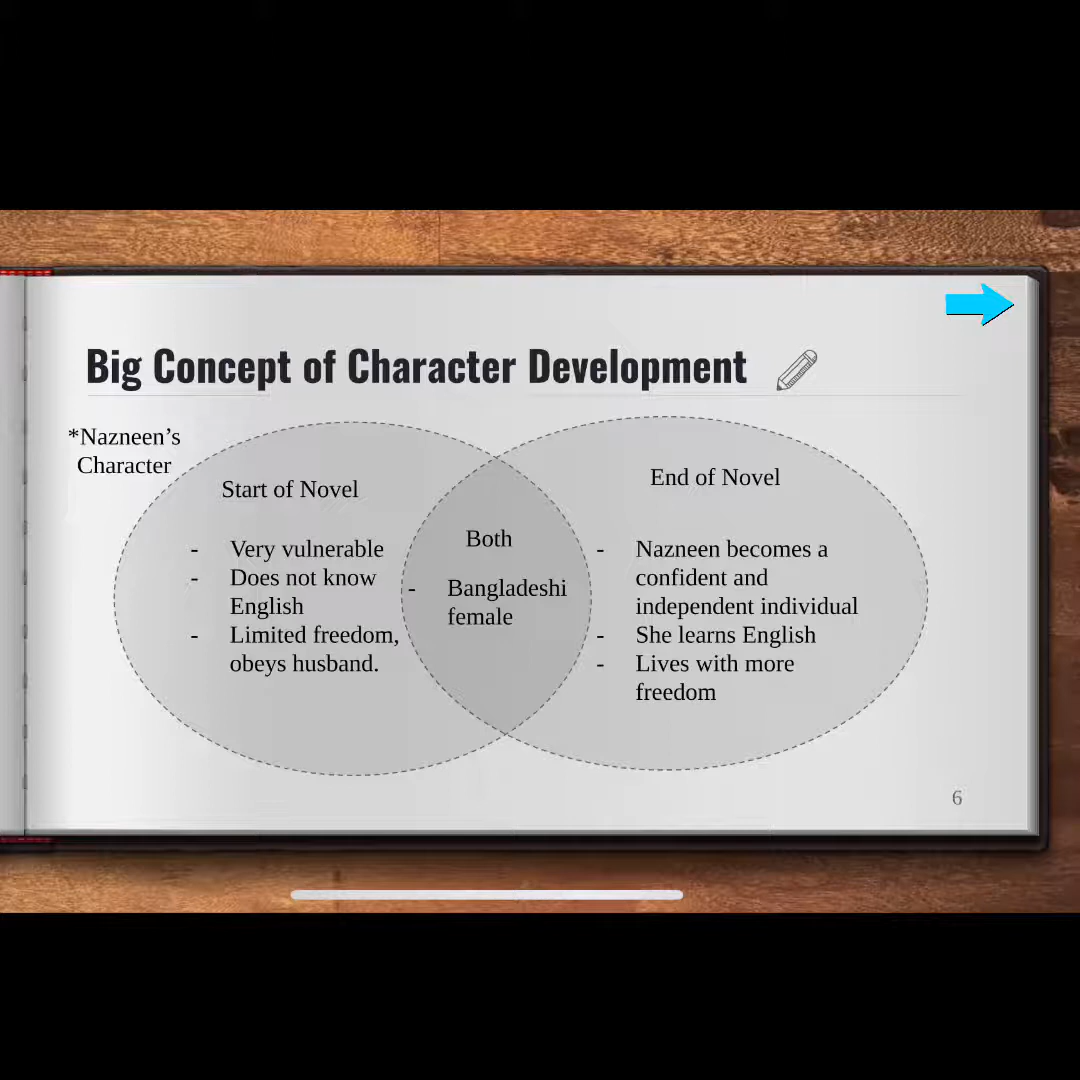 Big Concept of Character Development
*Nazneen’s
Character
Start of Novel
- Very vulnerable
- Does not know
English
- Limited freedom,
obeys husband.
Both
- Bangladeshi
female
End of Novel
- Nazneen becomes a
confident and
independent individual
- She learns English
- Lives with more
freedom
6